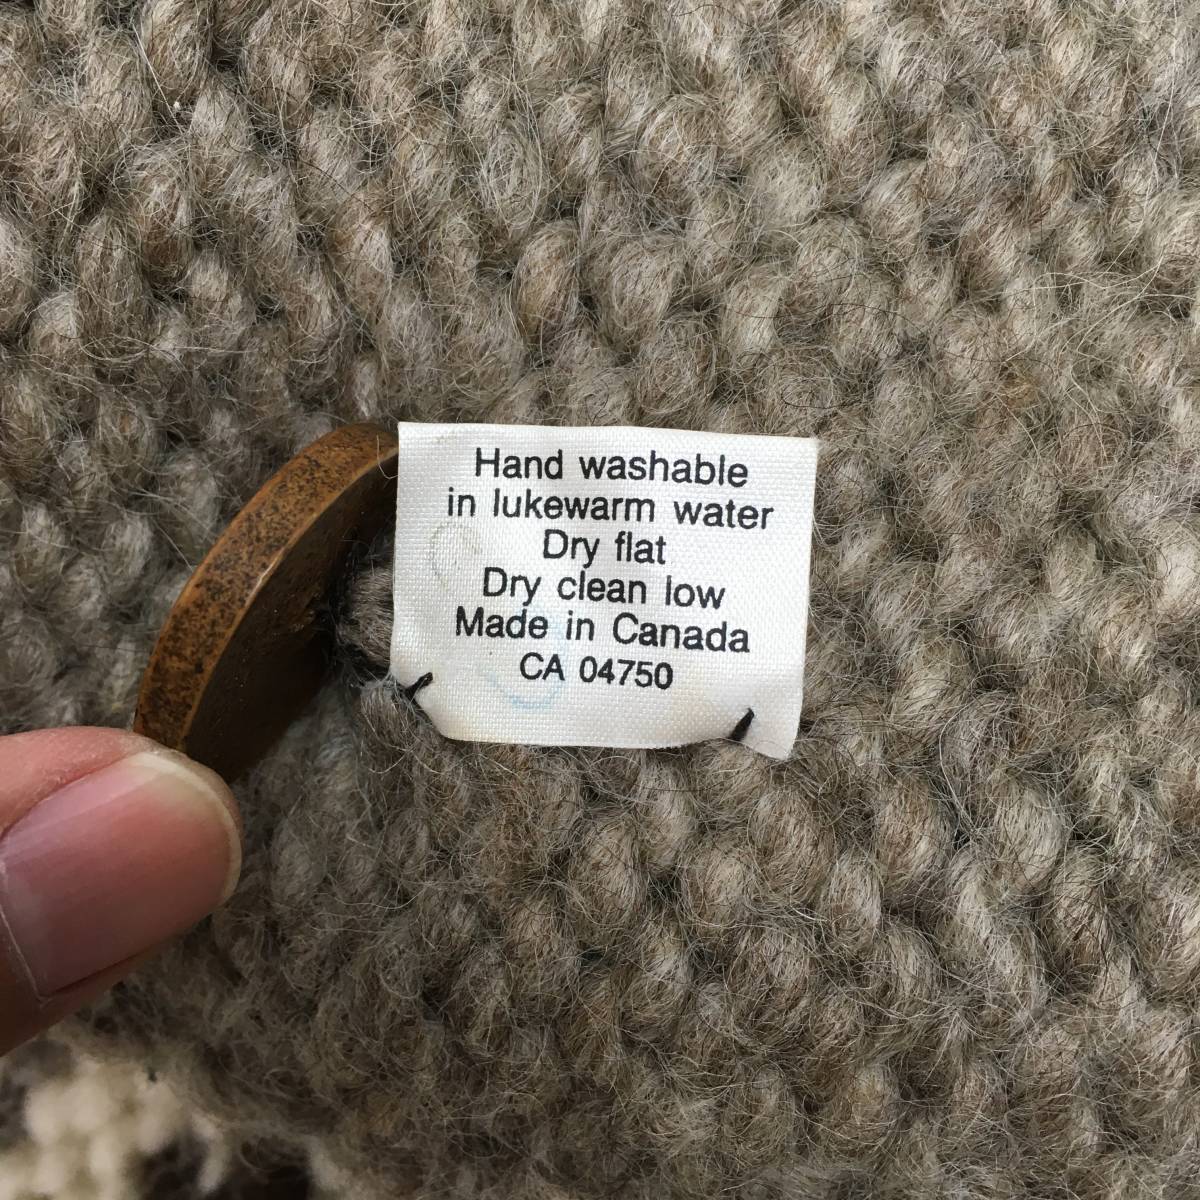 Hand washable
in lukewarm water
Dry flat
Dry clean low
Made in Canada
CA 04750